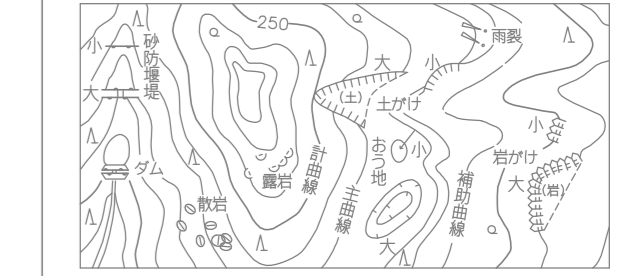 250
雨裂
小
砂防堰堤
大
小
(土)
土がけ
大
小
岩がけ
おう地
小
ダム
計曲線
露岩
大
(岩)
補助曲線
主曲線
散岩
大